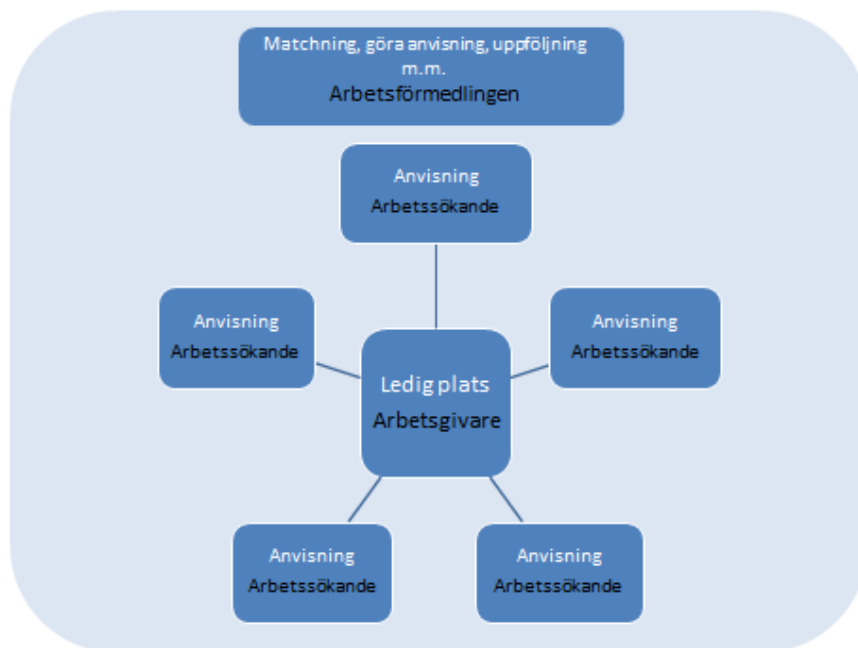 Matchning, göra anvisning, uppföljning
m.m.
Arbetsförmedlingen
Anvisning
Arbetssökande
Anvisning
Arbetssökande
Anvisning
Arbetssökande
Ledig plats
Arbetsgivare
Anvisning
Arbetssökande
Anvisning
Arbetssökande